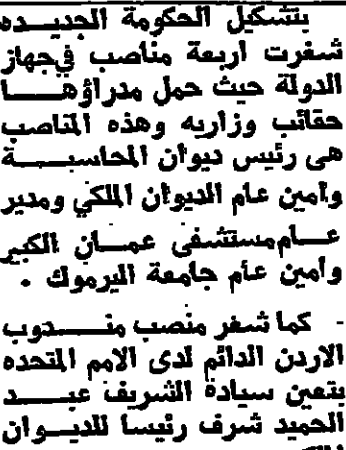 بتشكيل الحكومة الجديـــده
شغرت اربعة مناصب في جهاز
الدولة حيث حمل مدراؤهـــا
حقائب وزاريه وهذه المناصب
هى رئيس ديوان المحاسبـــة
وامين عام الديوان الملكي ومدير
عـــام مستشفى عمـــان الكبير
وامين عام جامعة اليرموك .
- كما شغر منصب منـــدوب
الاردن الدائم لدى الامم المتحده
بتعين سيادة الشريف عبـــد
الحميد شرف رئيسا للديـــوان